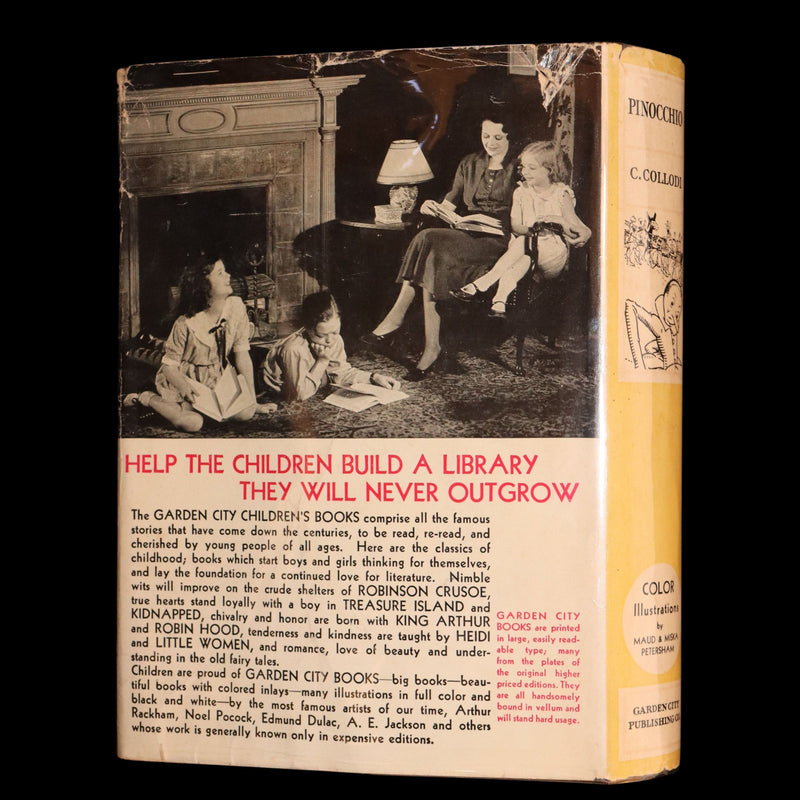 HELP THE CHILDREN BUILD A LIBRARY
THEY WILL NEVER OUTGROW
The GARDEN CITY CHILDREN'S BOOKS comprise all the famous
stories that have come down the centuries, to be read, re-read, and
cherished by young people of all ages. Here are the classics of
childhood; books which start boys and girls thinking for themselves,
and lay the foundation for a continued love for literature. Nimble
wits will improve on the crude shelters of ROBINSON CRUSOE,
true hearts stand loyally with a boy in TREASURE ISLAND and
KIDNAPPED, chivalry and honor are born with KING ARTHUR
and ROBIN HOOD, tenderness and kindness are taught by HEIDI
and LITTLE WOMEN, and romance, love of beauty and under-
standing in the old fairy tales.
Children are proud of GARDEN CITY BOOKS—big books—beau-
tiful books with colored inlays—many illustrations in full color and
black and white—by the most famous artists of our time, Arthur
Rackham, Noel Pocock, Edmund Dulac, A. E. Jackson and others
whose work is generally known only in expensive editions.
GARDEN CITY
BOOKS are printed
in large, easily read-
able type; many
from the plates of
the original higher
priced editions. They
are all handsomely
bound in vellum and
will stand hard usage.
PINOCCHIO
C. COLLODI
COLOR
Illustrations
by
MAUD & MISKA
PETERSHAM
GARDEN CITY
PUBLISHING CO.